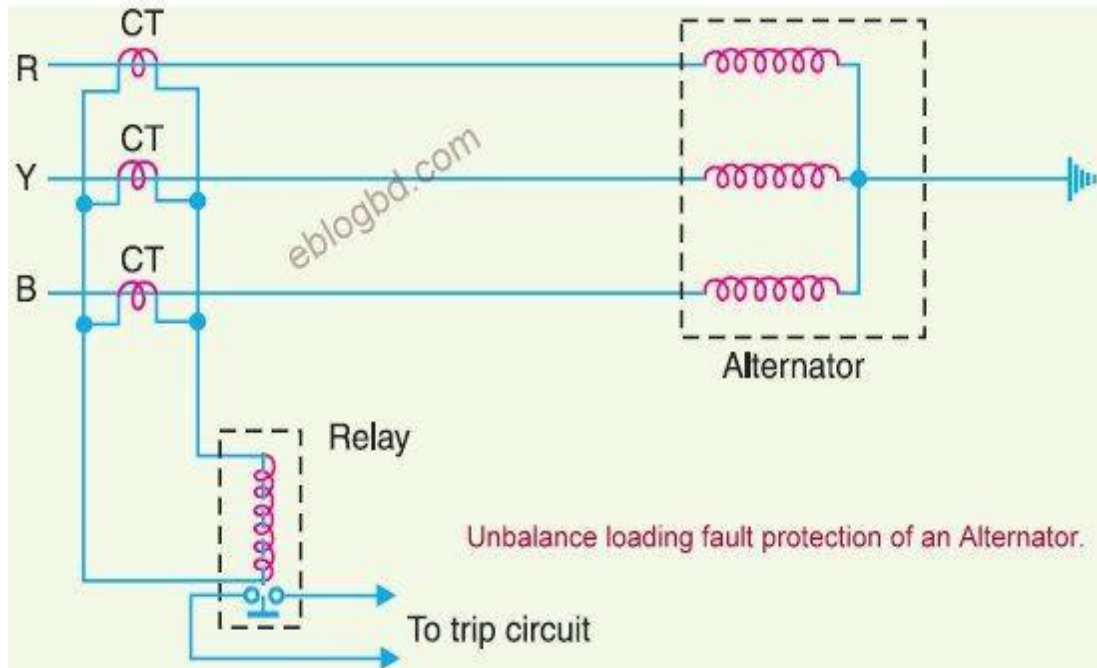 CT
R
CT
Y
eblogbd.com
CT
B
Alternator
Relay
Unbalance loading fault protection of an Alternator.
To trip circuit